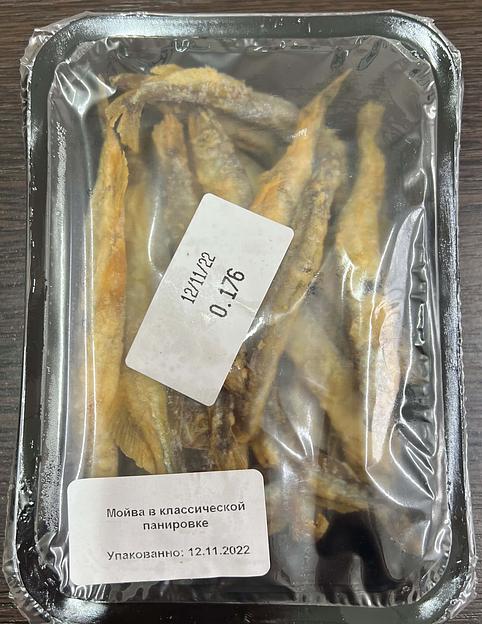 12/11/22
0.176
Мойва в классической
панировке
Упакованно: 12.11.2022